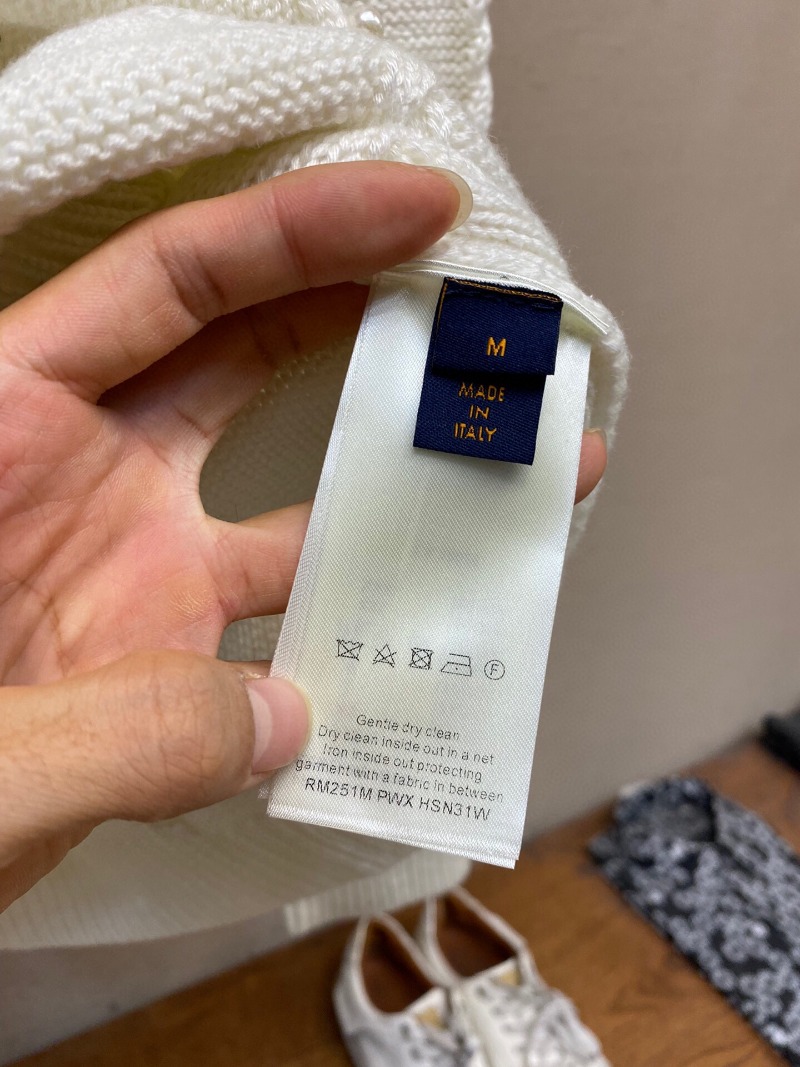 M
MADE
IN
ITALY
F
Gentle dry clean
Dry clean inside out in a net
Iron inside out protecting
garment with a fabric in between
RM251M PWX HSN31W